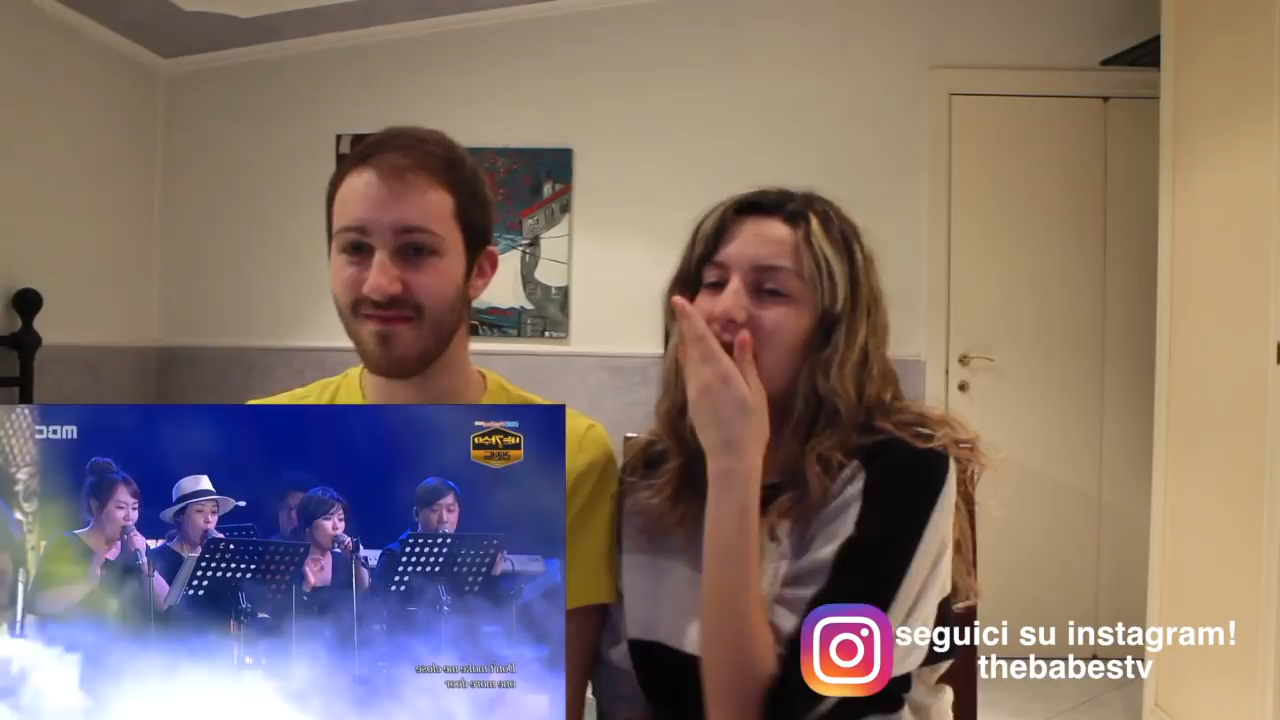 MBC
Don't make me close
one more door
seguici su instagram!
thebabestv